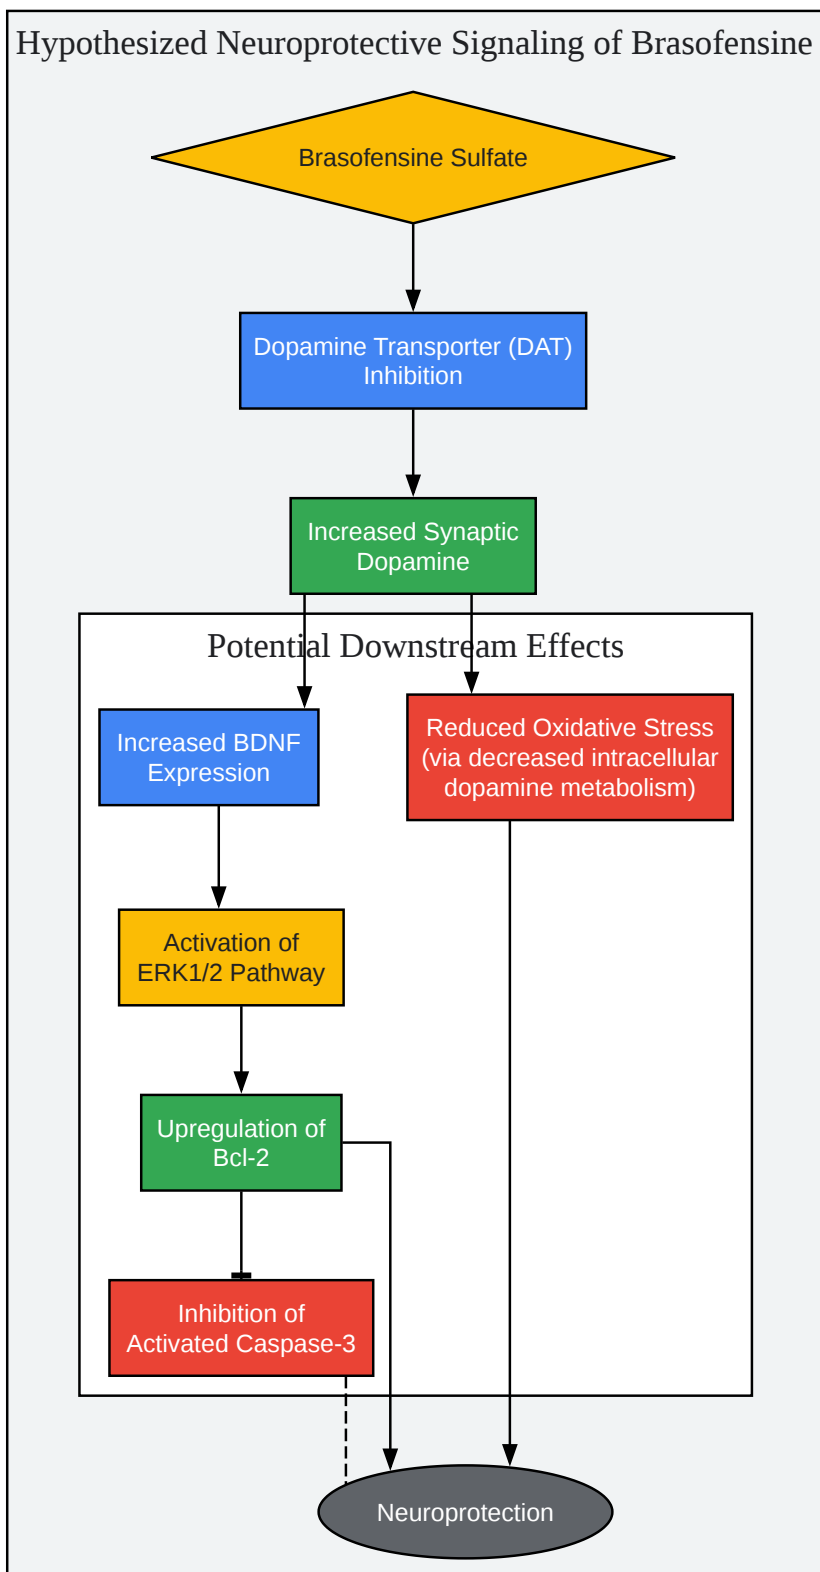 Hypothesized Neuroprotective Signaling of Brasofensine
Brasofensine Sulfate
Dopamine Transporter (DAT)
Inhibition
Increased Synaptic
Dopamine
Potential Downstream Effects
Increased BDNF
Expression
Reduced Oxidative Stress
(via decreased intracellular
dopamine metabolism)
Activation of
ERK1/2 Pathway
Upregulation of
Bcl-2
Inhibition of
Activated Caspase-3
Neuroprotection